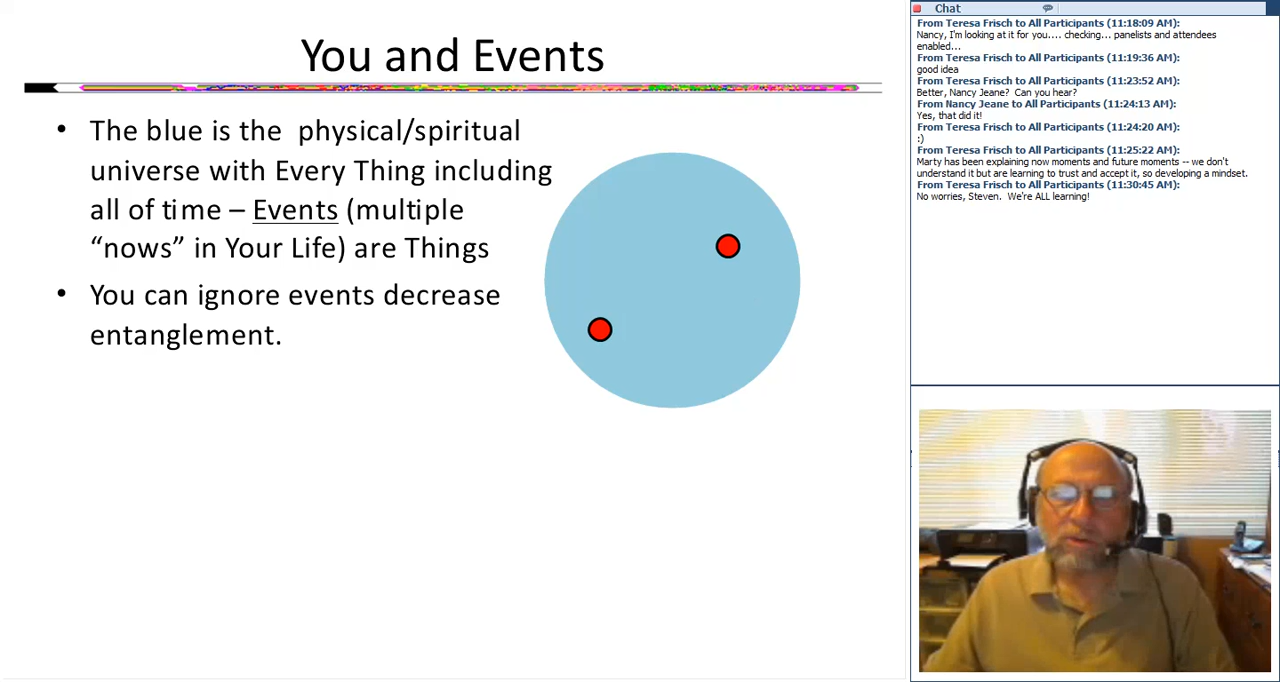 You and Events
• The blue is the physical/spiritual
universe with Every Thing including
all of time – Events (multiple
“nows” in Your Life) are Things
• You can ignore events decrease
entanglement.
Chat
From Teresa Frisch to All Participants (11:18:09 AM):
Nancy, I'm looking at it for you.... checking... panelists and attendees
enabled...
From Teresa Frisch to All Participants (11:19:36 AM):
good idea
From Teresa Frisch to All Participants (11:23:52 AM):
Better, Nancy Jeane? Can you hear?
From Nancy Jeane to All Participants (11:24:13 AM):
Yes, that did it!
From Teresa Frisch to All Participants (11:24:20 AM):
:)
From Teresa Frisch to All Participants (11:25:22 AM):
Marty has been explaining now moments and future moments -- we don't
understand it but are learning to trust and accept it, so developing a mindset.
From Teresa Frisch to All Participants (11:30:45 AM):
No worries, Steven. We're ALL learning!